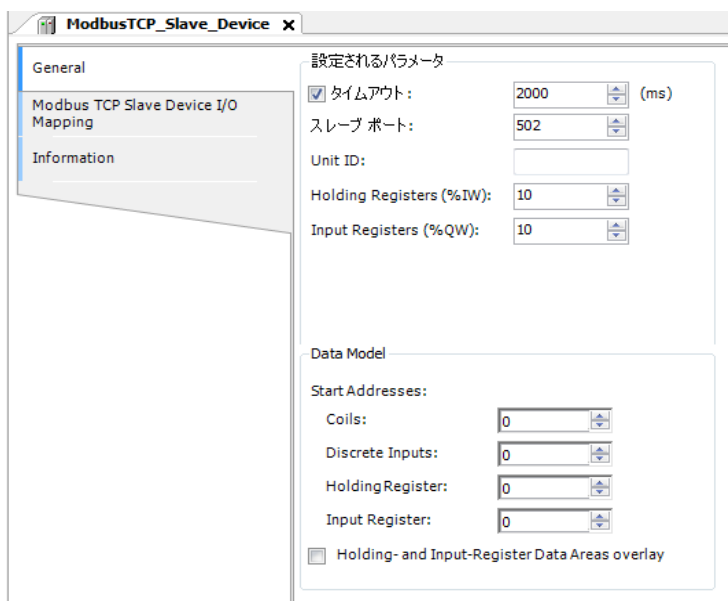 ModbusTCP_Slave_Device X
General
Modbus TCP Slave Device I/O
Mapping
Information
設定されるパラメータ
タイムアウト: 2000 (ms)
スレーブ ポート: 502
Unit ID:
Holding Registers (%IW): 10
Input Registers (%QW): 10
Data Model
Start Addresses:
Coils: 0
Discrete Inputs: 0
Holding Register: 0
Input Register: 0
Holding- and Input-Register Data Areas overlay